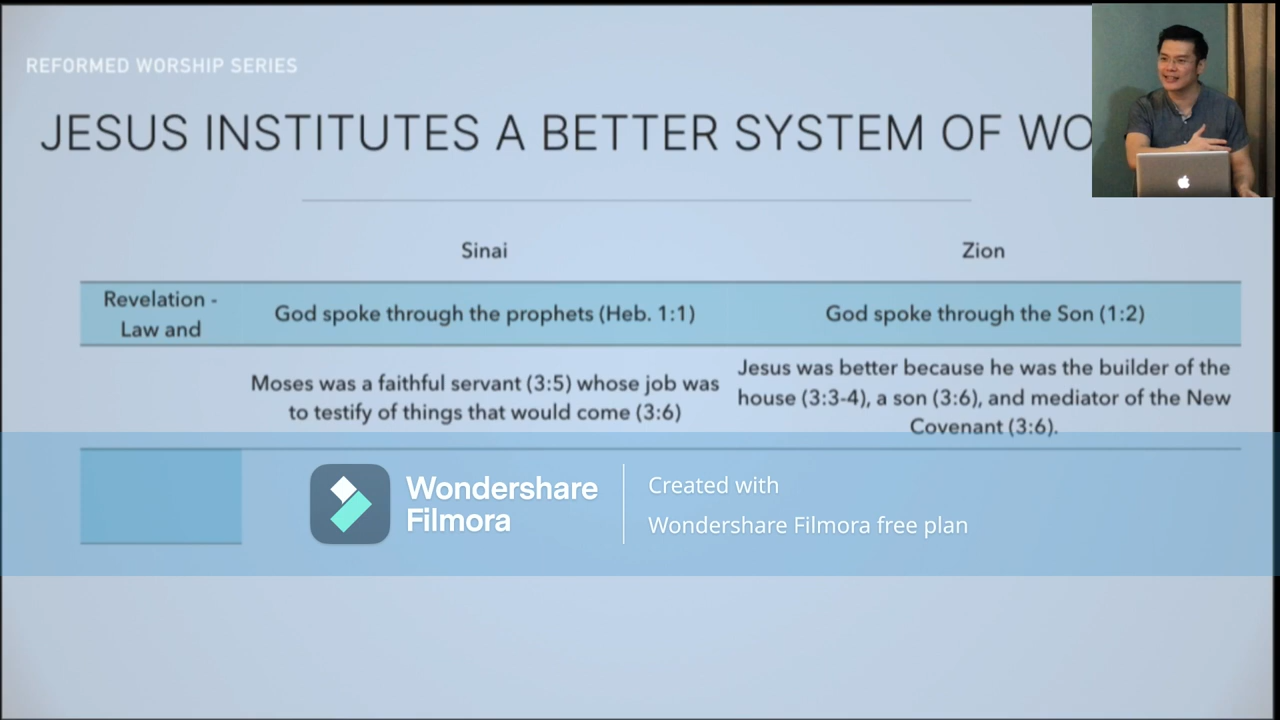 REFORMED WORSHIP SERIES
JESUS INSTITUTES A BETTER SYSTEM OF
Sinai
Zion
Revelation -
Law and
God spoke through the prophets (Heb. 1:1)
God spoke through the Son (1:2)
Moses was a faithful servant (3:5) whose job was
to testify of things that would come (3:6)
Jesus was better because he was the builder of the
house (3:3-4), a son (3:6), and mediator of the New
Covenant (3:6).
Wondershare
Filmora
Created with
Wondershare Filmora free plan